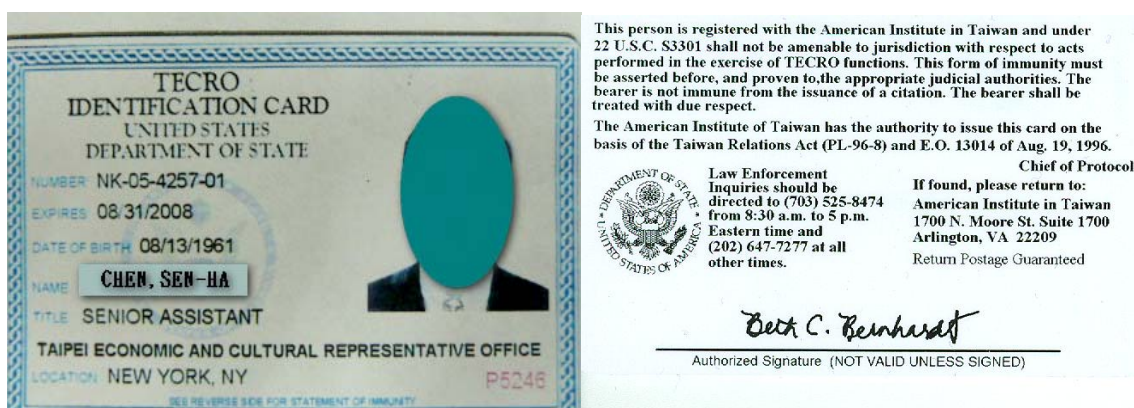 TECRO
IDENTIFICATION CARD
UNITED STATES
DEPARTMENT OF STATE
NUMBER NK-05-4257-01
EXPIRES 08/31/2008
DATE OF BIRTH 08/13/1961
NAME CHEN, SEN-HA
TITLE SENIOR ASSISTANT
TAIPEI ECONOMIC AND CULTURAL REPRESENTATIVE OFFICE
LOCATION NEW YORK, NY
P5246
SEE REVERSE SIDE FOR STATEMENT OF IMMUNITY
This person is registered with the American Institute in Taiwan and under
22 U.S.C. S3301 shall not be amenable to jurisdiction with respect to acts
performed in the exercise of TECRO functions. This form of immunity must
be asserted before, and proven to,the appropriate judicial authorities. The
bearer is not immune from the issuance of a citation. The bearer shall be
treated with due respect.
The American Institute of Taiwan has the authority to issue this card on the
basis of the Taiwan Relations Act (PL-96-8) and E.O. 13014 of Aug. 19, 1996.
Chief of Protocol
DEPARTMENT OF STATE
UNITED STATES OF AMERICA
Law Enforcement
Inquiries should be
directed to (703) 525-8474
from 8:30 a.m. to 5 p.m.
Eastern time and
(202) 647-7277 at all
other times.
If found, please return to:
American Institute in Taiwan
1700 N. Moore St. Suite 1700
Arlington, VA 22209
Return Postage Guaranteed
Beth C. Bernhardt
Authorized Signature (NOT VALID UNLESS SIGNED)